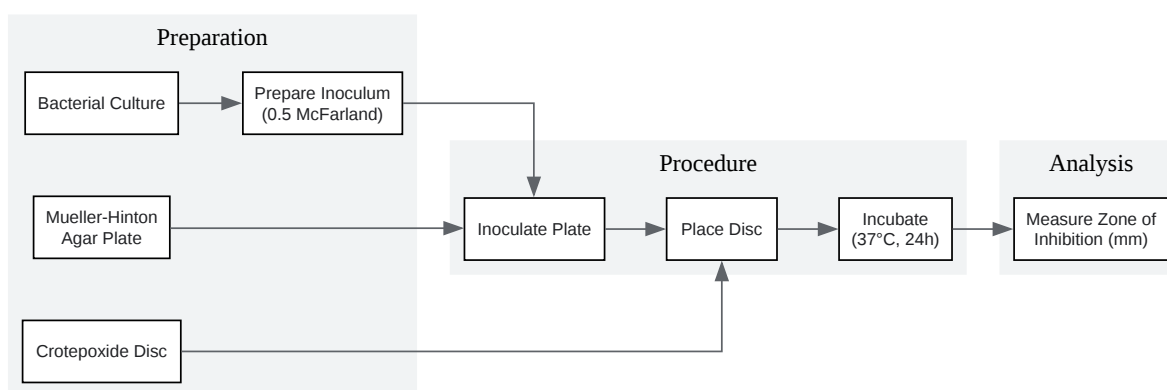 Preparation
Bacterial Culture
Prepare Inoculum
(0.5 McFarland)
Mueller-Hinton
Agar Plate
Crotepoxide Disc
Procedure
Inoculate Plate
Place Disc
Incubate
(37°C, 24h)
Analysis
Measure Zone of
Inhibition (mm)